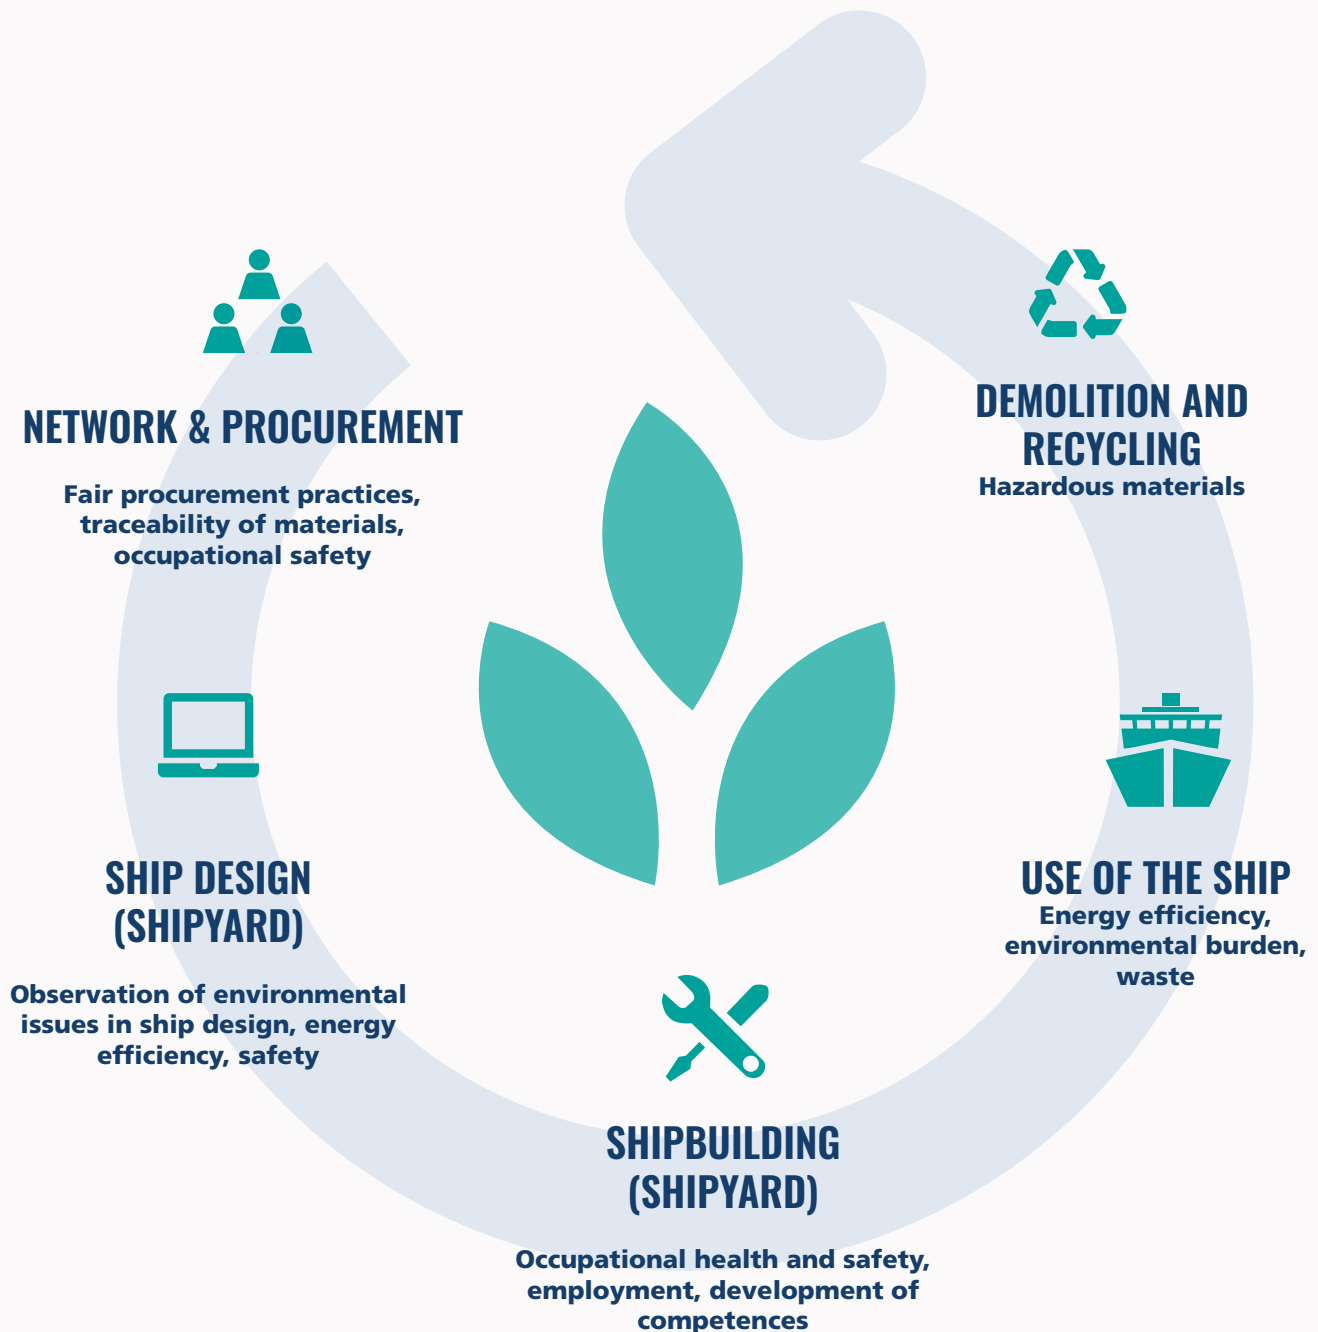 NETWORK & PROCUREMENT
Fair procurement practices,
traceability of materials,
occupational safety
SHIP DESIGN
(SHIPYARD)
Observation of environmental
issues in ship design, energy
efficiency, safety
SHIPBUILDING
(SHIPYARD)
Occupational health and safety,
employment, development of
competences
USE OF THE SHIP
Energy efficiency,
environmental burden,
waste
DEMOLITION AND
RECYCLING
Hazardous materials